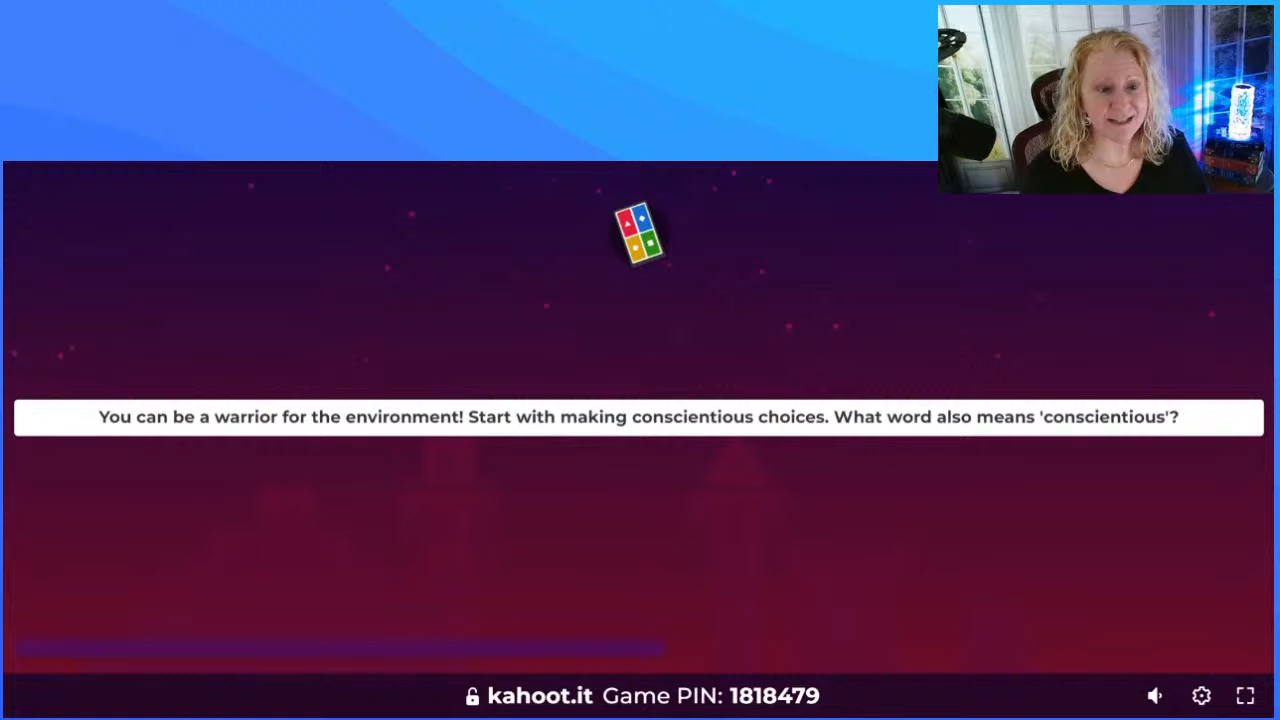 You can be a warrior for the environment! Start with making conscientious choices. What word also means 'conscientious'?
kahoot.it Game PIN: 1818479